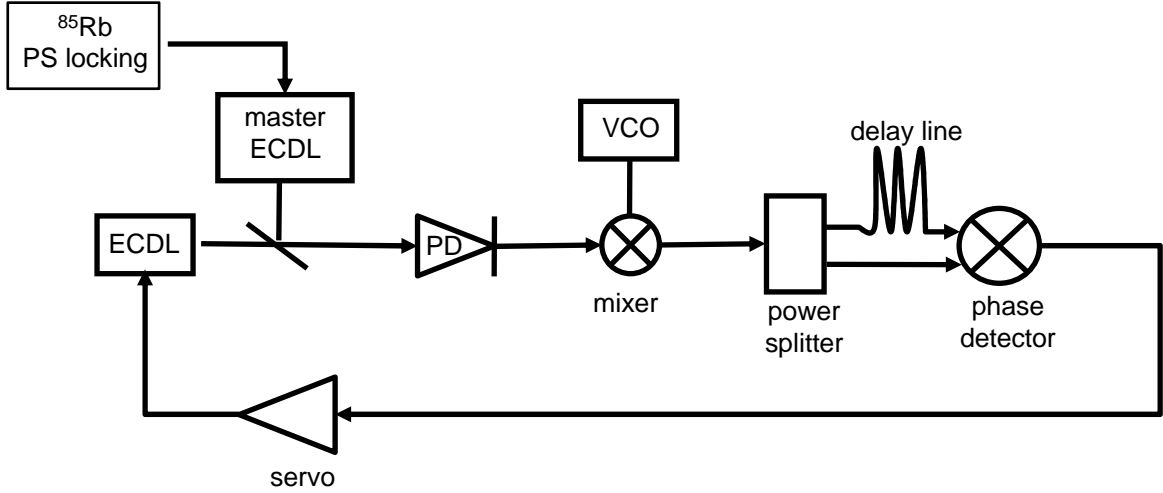 ⁸⁵Rb
PS locking
master
ECDL
VCO
delay line
ECDL
PD
mixer
power
splitter
phase
detector
servo